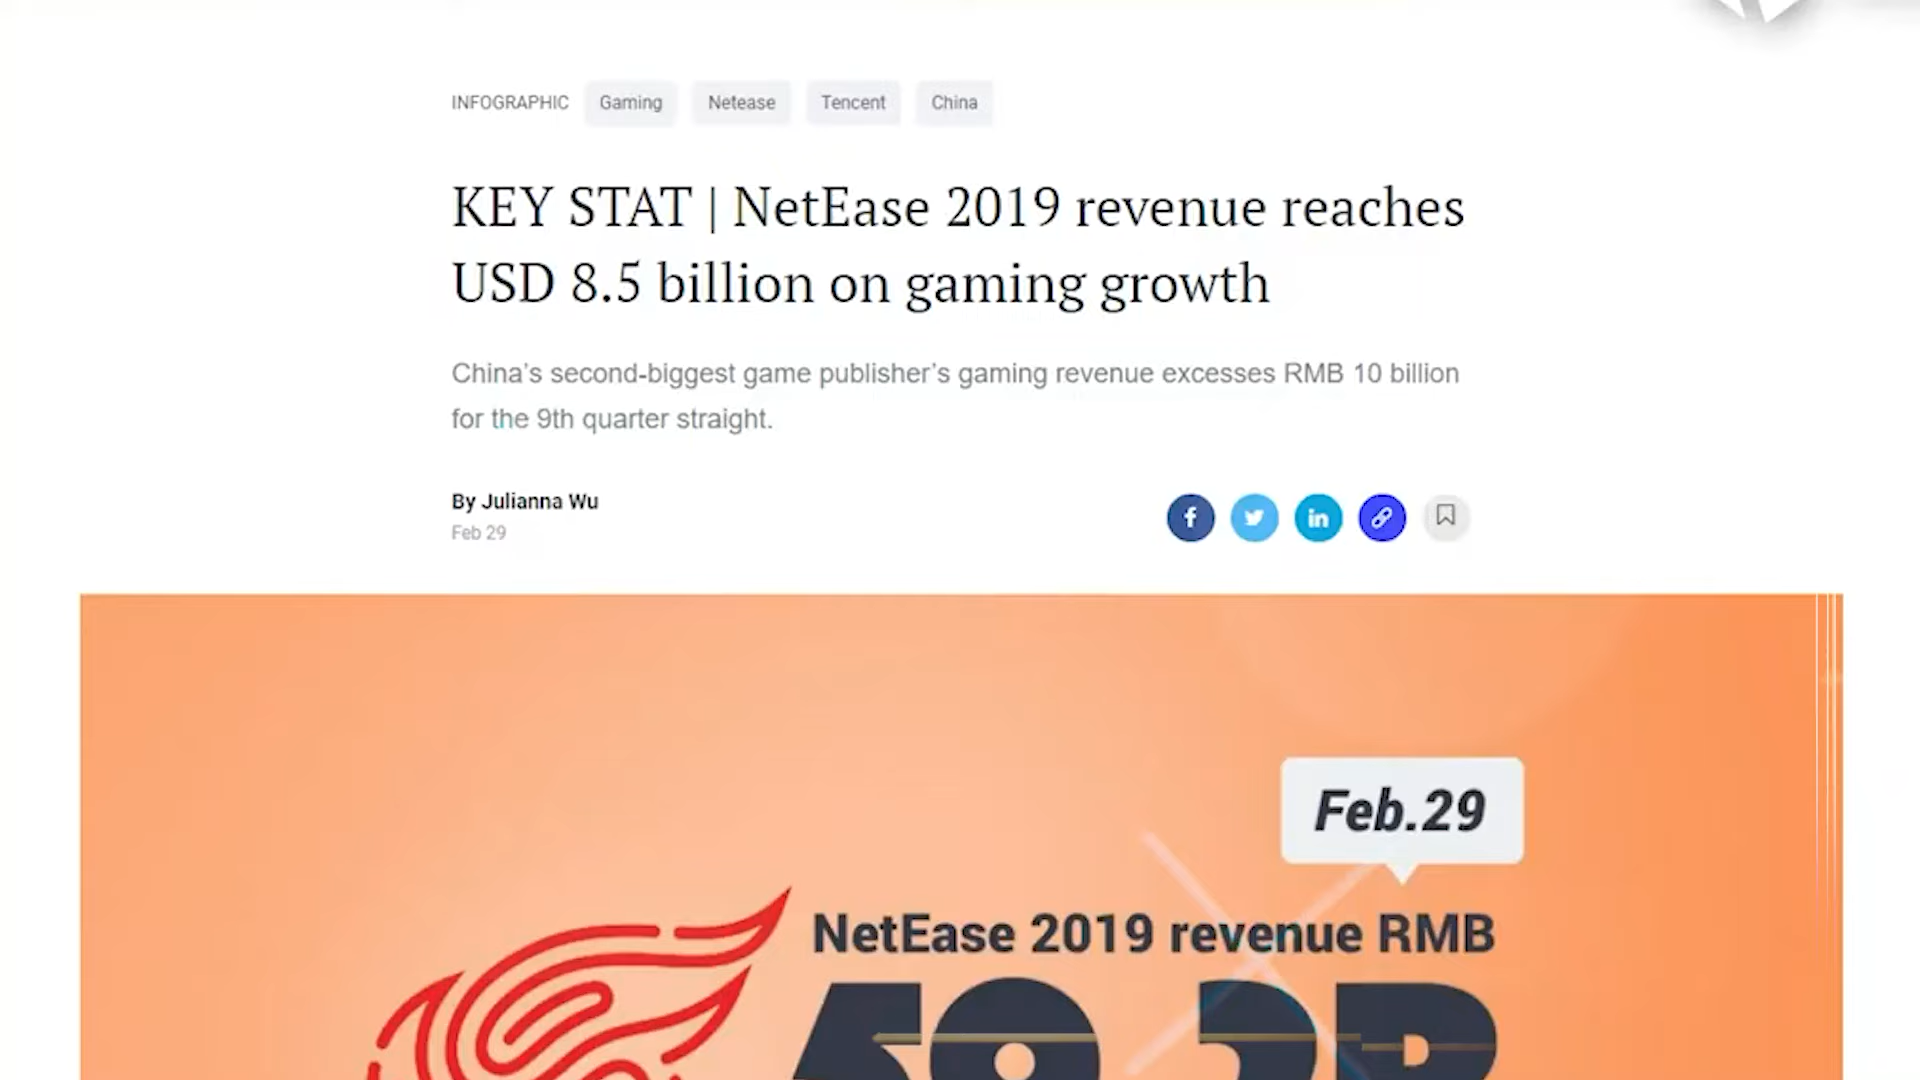 INFOGRAPHIC Gaming Netease Tencent China
KEY STAT | NetEase 2019 revenue reaches
USD 8.5 billion on gaming growth
China's second-biggest game publisher's gaming revenue excesses RMB 10 billion
for the 9th quarter straight.
By Julianna Wu
Feb 29
Feb.29
NetEase 2019 revenue RMB